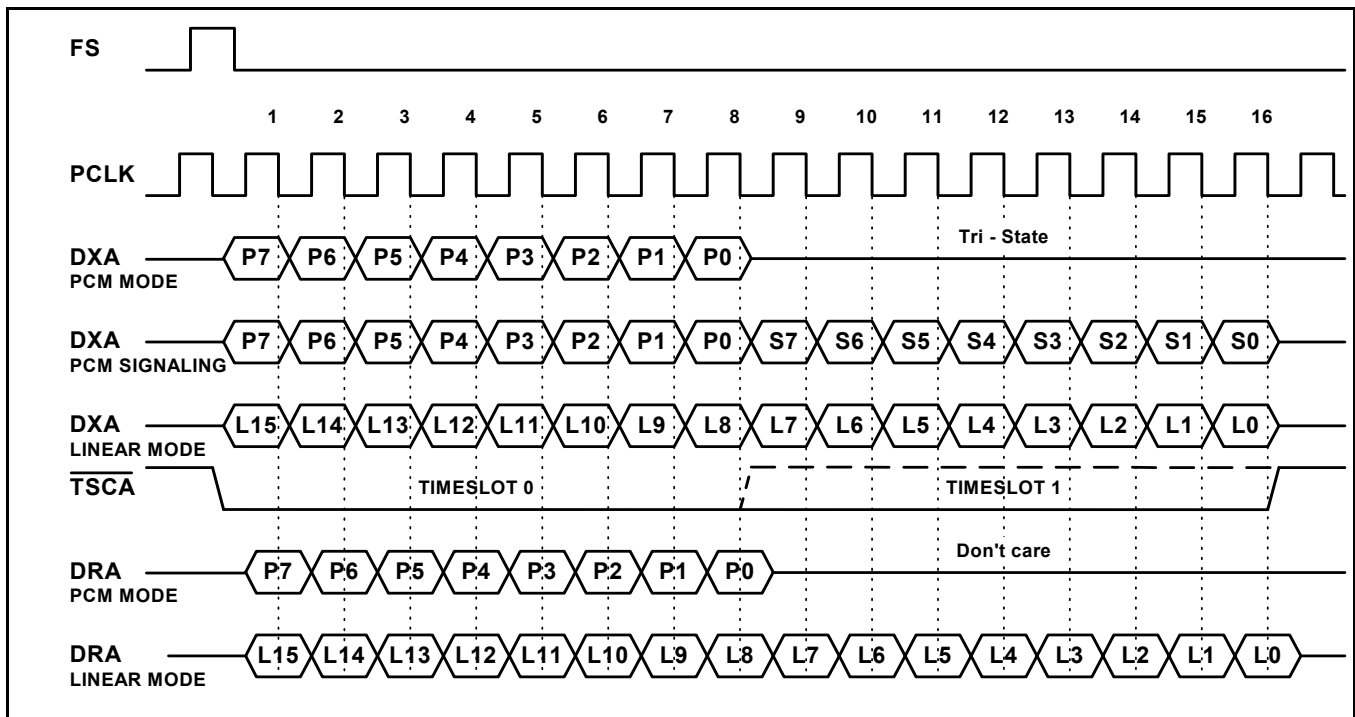 FS
1 2 3 4 5 6 7 8 9 10 11 12 13 14 15 16
PCLK
Tri - State
DXA P7 P6 P5 P4 P3 P2 P1 P0
PCM MODE
DXA P7 P6 P5 P4 P3 P2 P1 P0 S7 S6 S5 S4 S3 S2 S1 S0
PCM SIGNALING
DXA L15 L14 L13 L12 L11 L10 L9 L8 L7 L6 L5 L4 L3 L2 L1 L0
LINEAR MODE
TSCA TIMESLOT 0 TIMESLOT 1
Don't care
DRA P7 P6 P5 P4 P3 P2 P1 P0
PCM MODE
DRA L15 L14 L13 L12 L11 L10 L9 L8 L7 L6 L5 L4 L3 L2 L1 L0
LINEAR MODE